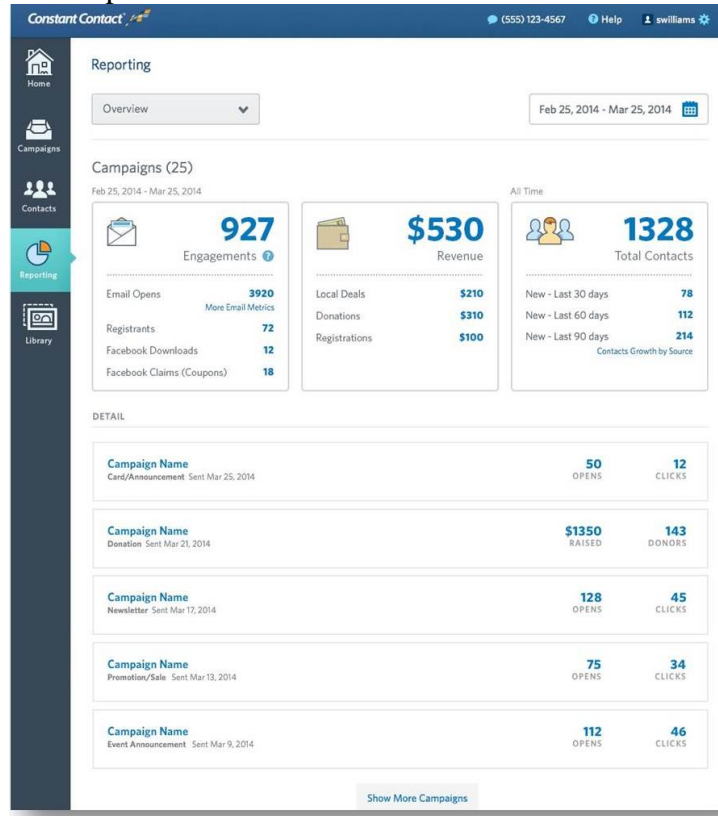 Constant Contact
(555) 123-4567 Help swilliams
Home
Campaigns
Contacts
Reporting
Library
Reporting
Overview
Feb 25, 2014 - Mar 25, 2014
Campaigns (25)
Feb 25, 2014 - Mar 25, 2014
All Time
927
Engagements
Email Opens 3920
More Email Metrics
Registrants 72
Facebook Downloads 12
Facebook Claims (Coupons) 18
$530
Revenue
Local Deals $210
Donations $310
Registrations $100
1328
Total Contacts
New - Last 30 days 78
New - Last 60 days 112
New - Last 90 days 214
Contacts Growth by Source
DETAIL
Campaign Name 50 12
Card/Announcement Sent Mar 25, 2014 OPENS CLICKS
Campaign Name $1350 143
Donation Sent Mar 21, 2014 RAISED DONORS
Campaign Name 128 45
Newsletter Sent Mar 17, 2014 OPENS CLICKS
Campaign Name 75 34
Promotion/Sale Sent Mar 13, 2014 OPENS CLICKS
Campaign Name 112 46
Event Announcement Sent Mar 9, 2014 OPENS CLICKS
Show More Campaigns